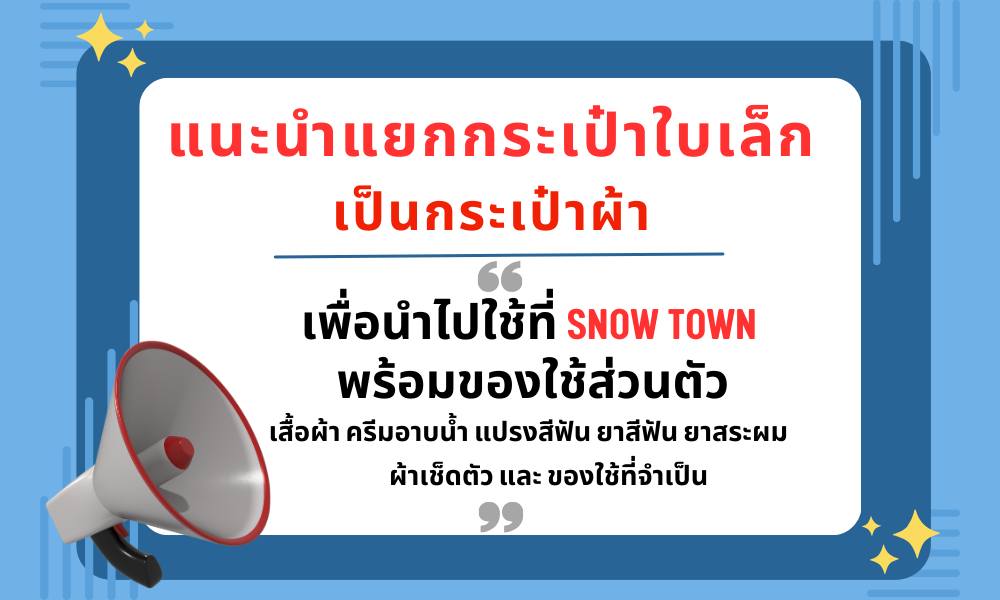 แนะนำแยกกระเป๋าใบเล็ก
เป็นกระเป๋าผ้า
❝
เพื่อนำไปใช้ที่ SNOW TOWN
พร้อมของใช้ส่วนตัว
เสื้อผ้า ครีมอาบน้ำ แปรงสีฟัน ยาสีฟัน ยาสระผม
ผ้าเช็ดตัว และ ของใช้ที่จำเป็น
❞